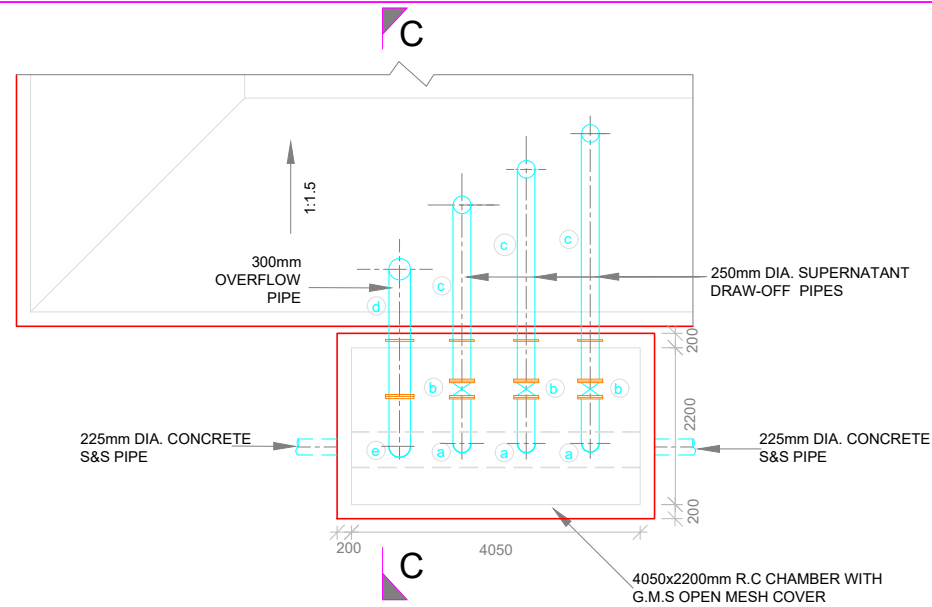 C
1:1.5
300mm
OVERFLOW
PIPE
c
c
c
d
250mm DIA. SUPERNATANT
DRAW-OFF PIPES
200
b
b
b
2200
225mm DIA. CONCRETE
S&S PIPE
e
a
a
a
225mm DIA. CONCRETE
S&S PIPE
200
200
4050
C
4050x2200mm R.C CHAMBER WITH
G.M.S OPEN MESH COVER